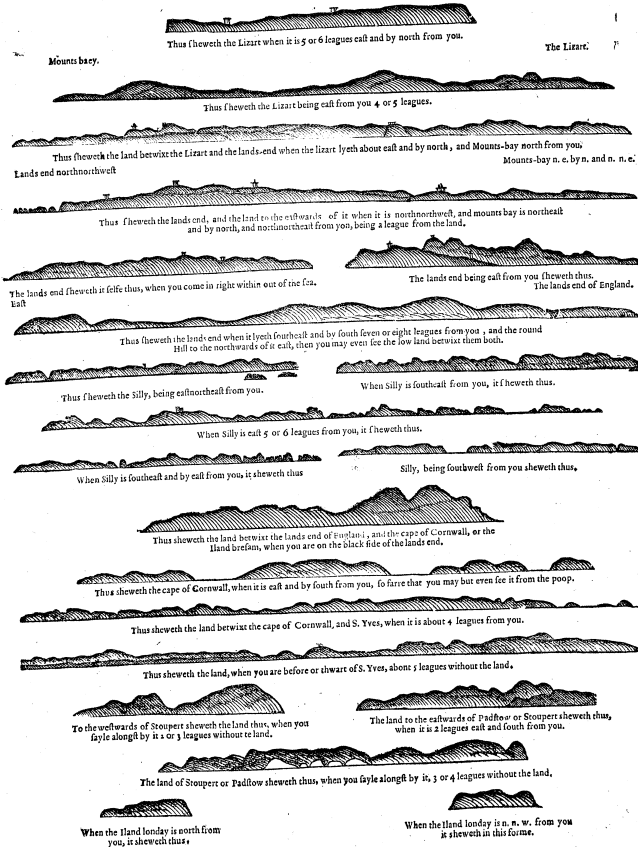 Thus ſheweth the Lizart when it is 5 or 6 leagues eaſt and by north from you.
Mounts baey.
The Lizart.
Thus ſheweth the Lizart being eaſt from you 4 or 5 leagues.
Thus ſheweth the land betwixt the Lizart and the lands-end when the lizart lyeth about eaſt and by north, and Mounts-bay north from you.
Lands end northnorthweſt
Mounts-bay n. e. by n. and n. n. e.
Thus ſheweth the lands end, and the land to the eaſtwards of it when it is northnorthweſt, and mounts bay is northeaſt
and by north, and northnortheaſt from yon, being a league from the land.
The lands end ſheweth it ſelfe thus, when you come in right within out of the ſea.
Eaſt
The lands end being eaſt from you ſheweth thus.
The lands end of England.
Thus ſheweth the lands end when it lyeth ſoutheaſt and by ſouth ſeven or eight leagues from you, and the round
Hill to the northwards of it eaſt, then you may even ſee the low land betwixt them both.
Thus ſheweth the Silly, being eaſtnortheaſt from you.
When Silly is ſoutheaſt from you, it ſheweth thus.
When Silly is eaſt 5 or 6 leagues from you, it ſheweth thus.
When Silly is ſoutheaſt and by eaſt from you, it sheweth thus
Silly, being ſouthweſt from you sheweth thus.
Thus sheweth the land betwixt the lands end of England, and the cape of Cornwall, or the
Iland breſam, when you are on the black ſide of the lands end.
Thus sheweth the cape of Cornwall, when it is eaſt and by ſouth from you, ſo farre that you may but even ſee it from the poop.
Thus sheweth the land betwixt the cape of Cornwall, and S. Yves, when it is about 4 leagues from you.
Thus sheweth the land, when you are before or thwart of S. Yves, abont 5 leagues without the land.
To the weſtwards of Stoupert sheweth the land thus, when you
ſayle alongſt by it 2 or 3 leagues without te land.
The land to the eaſtwards of Padſtow or Stoupert sheweth thus,
when it is 2 leagues eaſt and ſouth from you.
The land of Stoupert or Padſtow sheweth thus, when you ſayle alongſt by it, 3 or 4 leagues without the land.
When the Iland londay is north from
you, it sheweth thus.
When the Iland londay is n. n. w. from you
it sheweth in this forme.